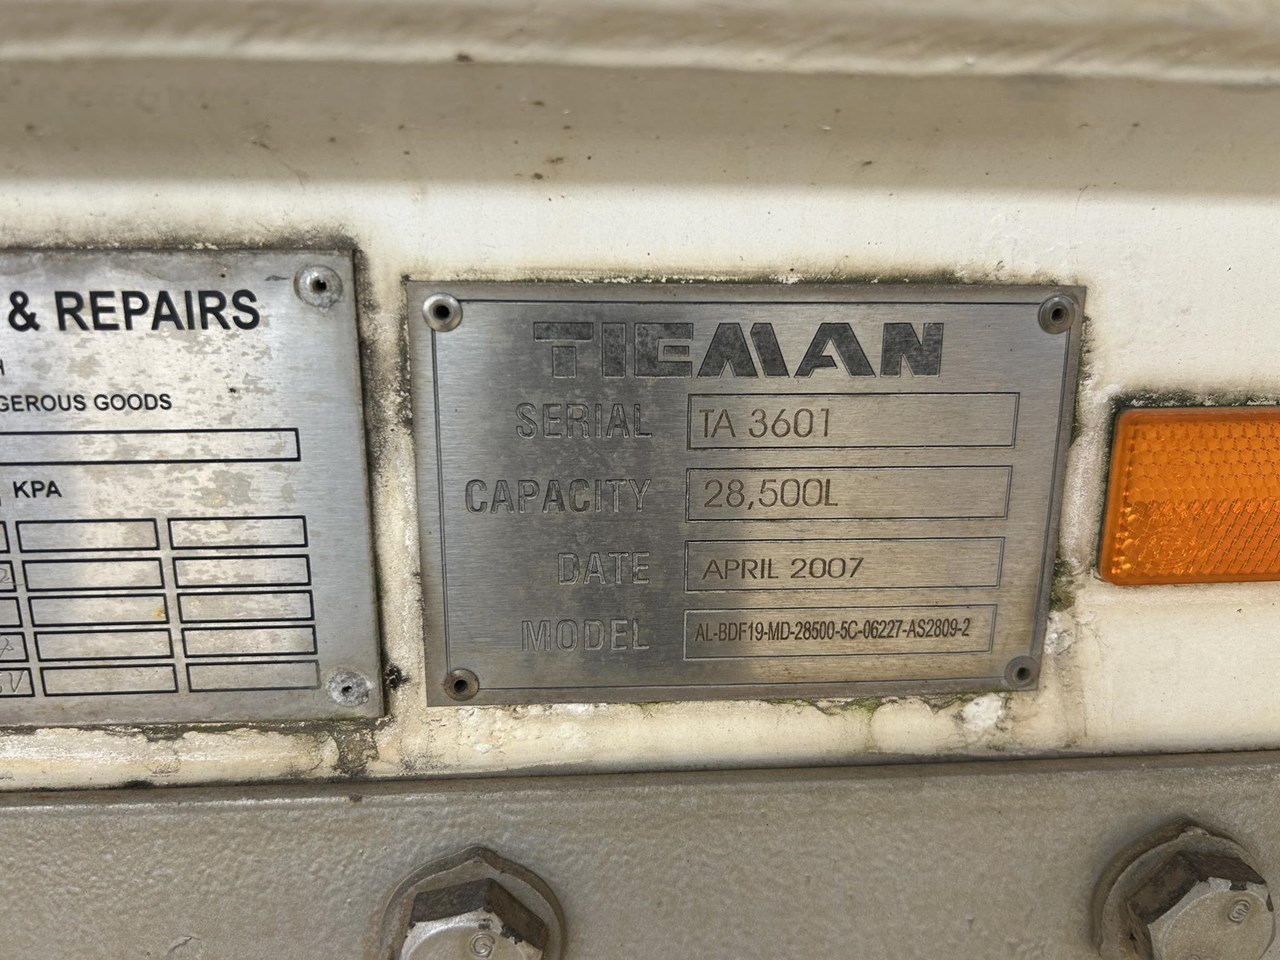 & REPAIRS
GEROUS GOODS
KPA
TIEMAN
SERIAL TA 3601
CAPACITY 28,500L
DATE APRIL 2007
MODEL AL-BDF19-MD-28500-5C-06227-AS2809-2